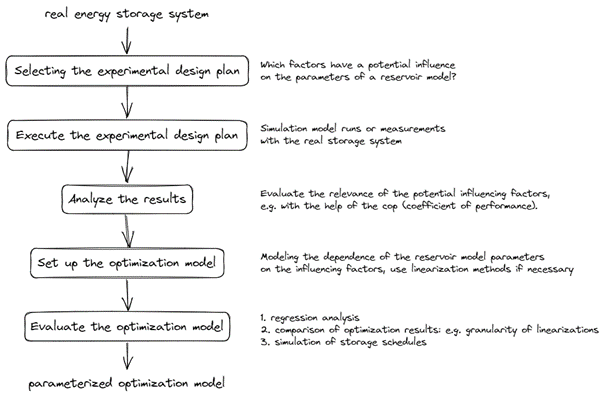 real energy storage system
Selecting the experimental design plan
Which factors have a potential influence
on the parameters of a reservoir model?
Execute the experimental design plan
Simulation model runs or measurements
with the real storage system
Analyze the results
Evaluate the relevance of the potential influencing factors,
e.g. with the help of the cop (coefficient of performance).
Set up the optimization model
Modeling the dependence of the reservoir model parameters
on the influencing factors, use linearization methods if necessary
Evaluate the optimization model
1. regression analysis
2. comparison of optimization results: e.g. granularity of linearizations
3. simulation of storage schedules
parameterized optimization model